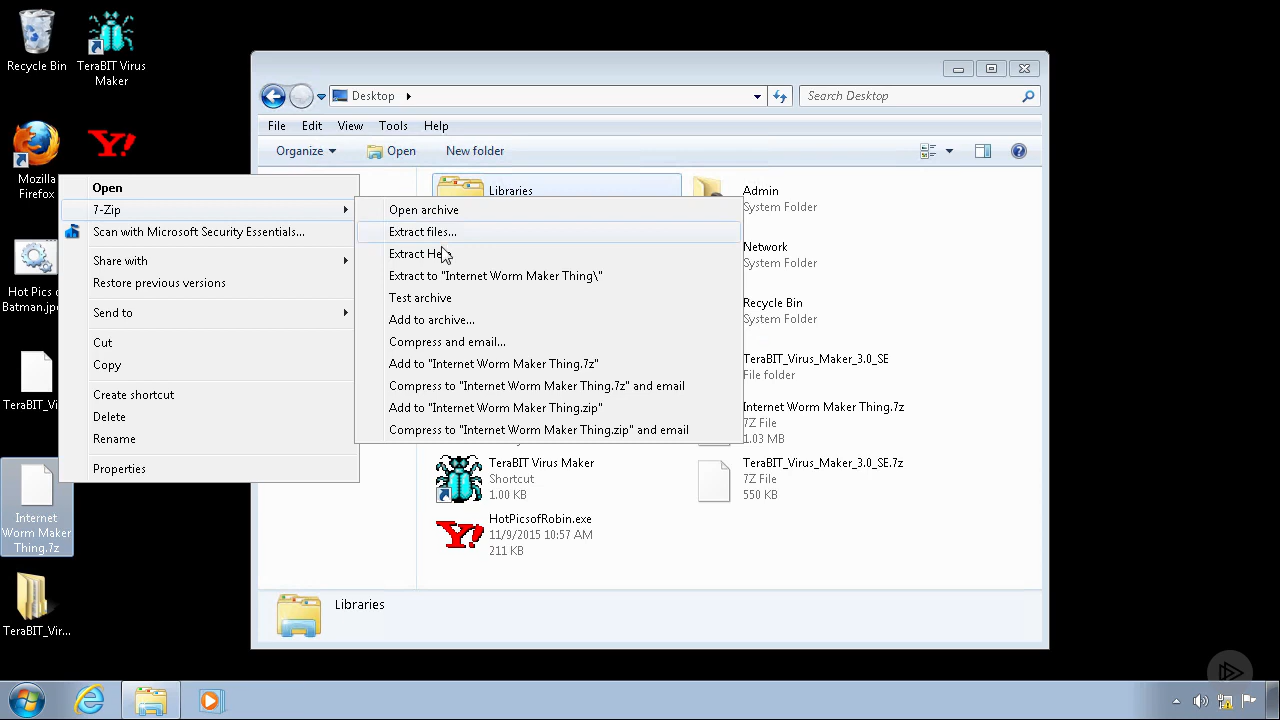 Recycle Bin
TeraBIT Virus
Maker
Mozilla
Firefox
Y!
Hot Pics o
Batman.jp
TeraBIT_Vi
Internet
Worm Maker
Thing.7z
TeraBIT_Vir...
Desktop
Search Desktop
File Edit View Tools Help
Organize Open New folder
Libraries
Admin
System Folder
Network
System Folder
Recycle Bin
System Folder
TeraBIT_Virus_Maker_3.0_SE
File folder
Internet Worm Maker Thing.7z
7Z File
1.03 MB
TeraBIT Virus Maker
Shortcut
1.00 KB
TeraBIT_Virus_Maker_3.0_SE.7z
7Z File
550 KB
Y!
HotPicsofRobin.exe
11/9/2015 10:57 AM
211 KB
Libraries
Open
7-Zip
Scan with Microsoft Security Essentials...
Share with
Restore previous versions
Send to
Cut
Copy
Create shortcut
Delete
Rename
Properties
Open archive
Extract files...
Extract He
Extract to "Internet Worm Maker Thing\"
Test archive
Add to archive...
Compress and email...
Add to "Internet Worm Maker Thing.7z"
Compress to "Internet Worm Maker Thing.7z" and email
Add to "Internet Worm Maker Thing.zip"
Compress to "Internet Worm Maker Thing.zip" and email